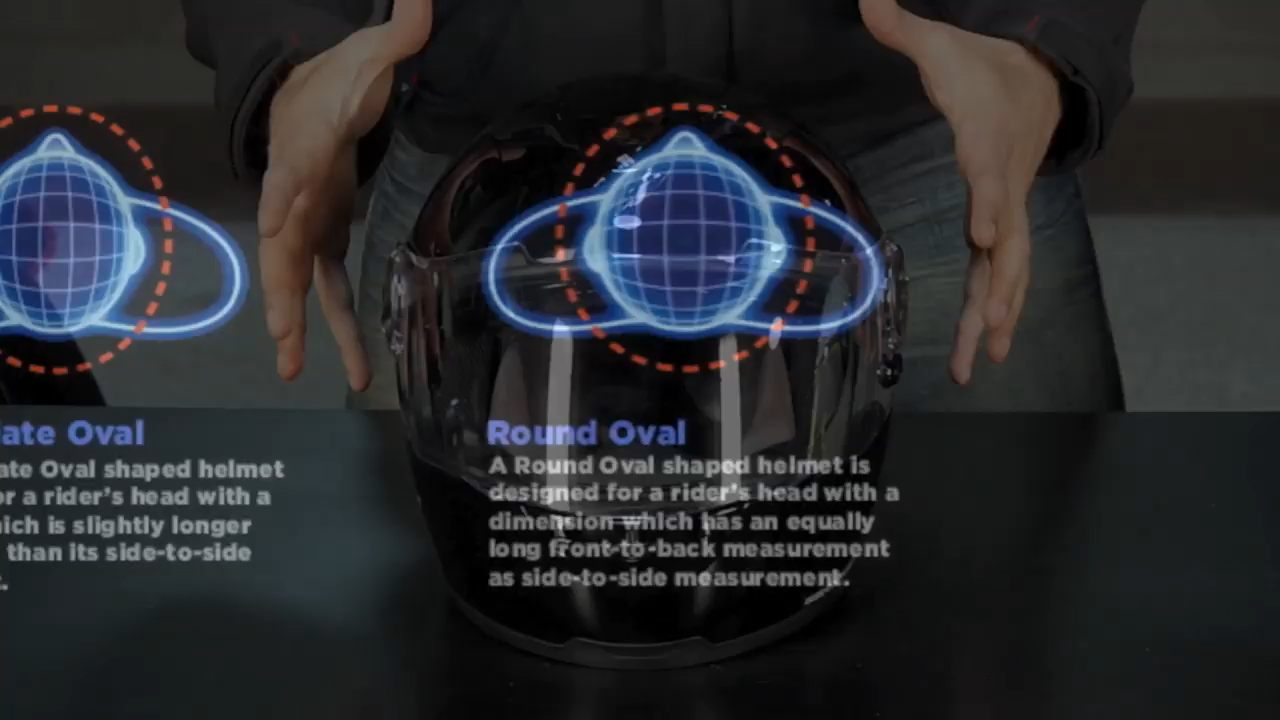 late Oval
ate Oval shaped helmet
or a rider's head with a
hich is slightly longer
than its side-to-side
Round Oval
A Round Oval shaped helmet is
designed for a rider's head with a
dimension which has an equally
long front-to-back measurement
as side-to-side measurement.